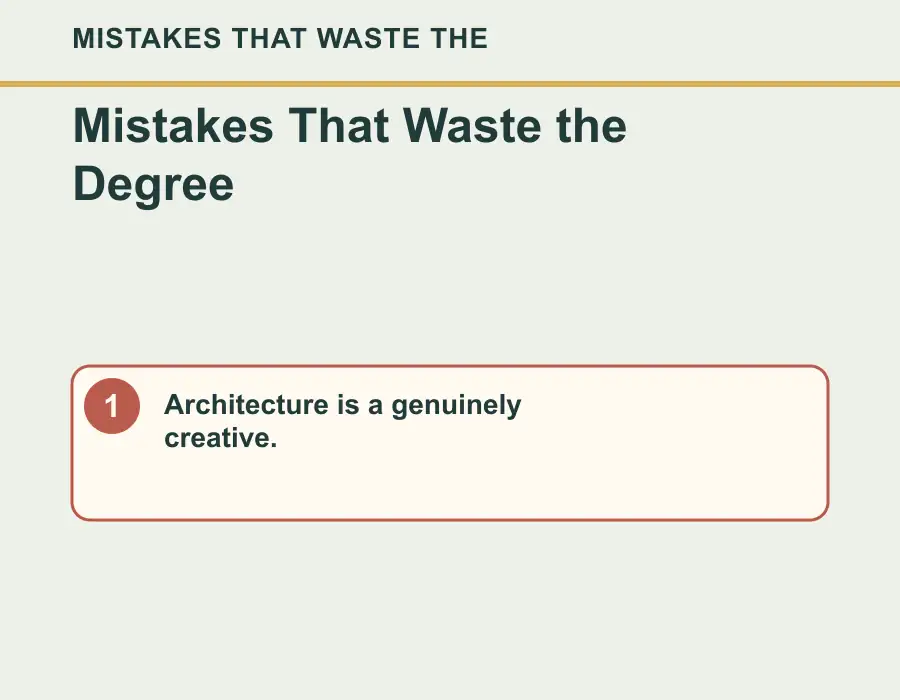 MISTAKES THAT WASTE THE
Mistakes That Waste the
Degree
1
Architecture is a genuinely
creative.